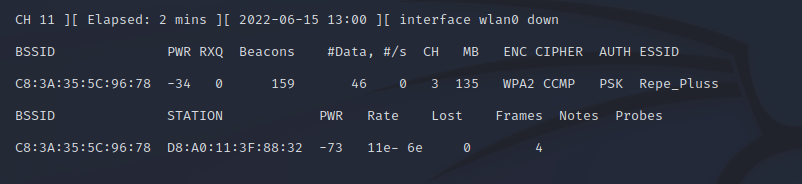 CH 11 ][ Elapsed: 2 mins ][ 2022-06-15 13:00 ][ interface wlan0 down
BSSID PWR RXQ Beacons #Data, #/s CH MB ENC CIPHER AUTH ESSID
C8:3A:35:5C:96:78 -34 0 159 46 0 3 135 WPA2 CCMP PSK Repe_Pluss
BSSID STATION PWR Rate Lost Frames Notes Probes
C8:3A:35:5C:96:78 D8:A0:11:3F:88:32 -73 11e- 6e 0 4